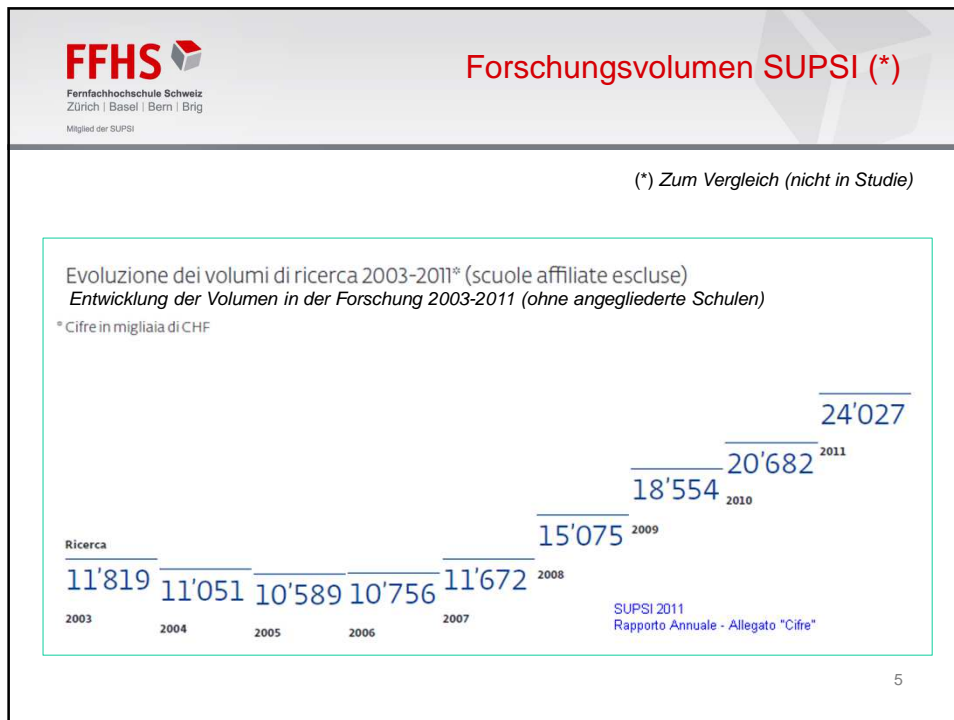 FFHS
Fernfachhochschule Schweiz
Zürich | Basel | Bern | Brig
Mitglied der SUPSI
Forschungsvolumen SUPSI (*)
(*) Zum Vergleich (nicht in Studie)
Evoluzione dei volumi di ricerca 2003-2011* (scuole affiliate escluse)
Entwicklung der Volumen in der Forschung 2003-2011 (ohne angegliederte Schulen)
* Cifre in migliaia di CHF
Ricerca
11'819
2003
11'051
2004
10'589
2005
10'756
2006
11'672
2007
15'075
2008
18'554
2009
20'682
2010
24'027
2011
SUPSI 2011
Rapporto Annuale - Allegato "Cifre"
5